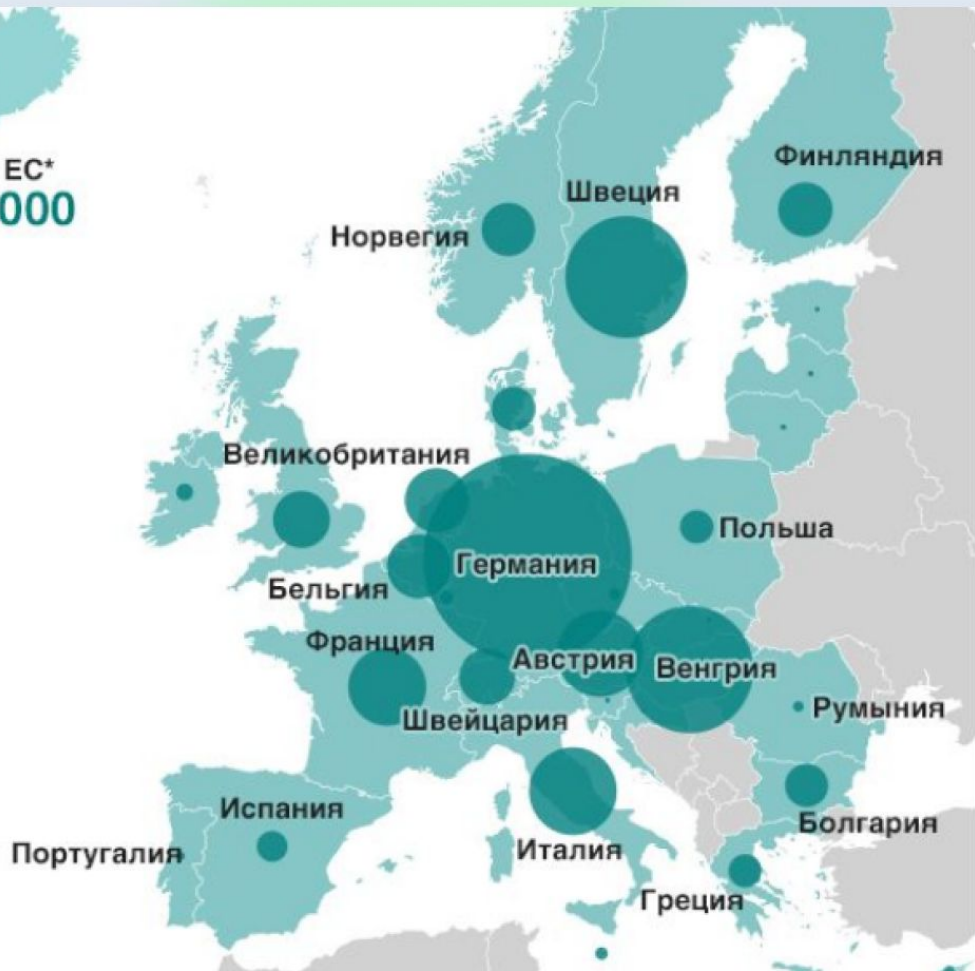 ЕС*
000
Финляндия
Швеция
Норвегия
Великобритания
Польша
Германия
Бельгия
Франция
Австрия
Венгрия
Румыния
Швейцария
Испания
Болгария
Италия
Португалия
Греция